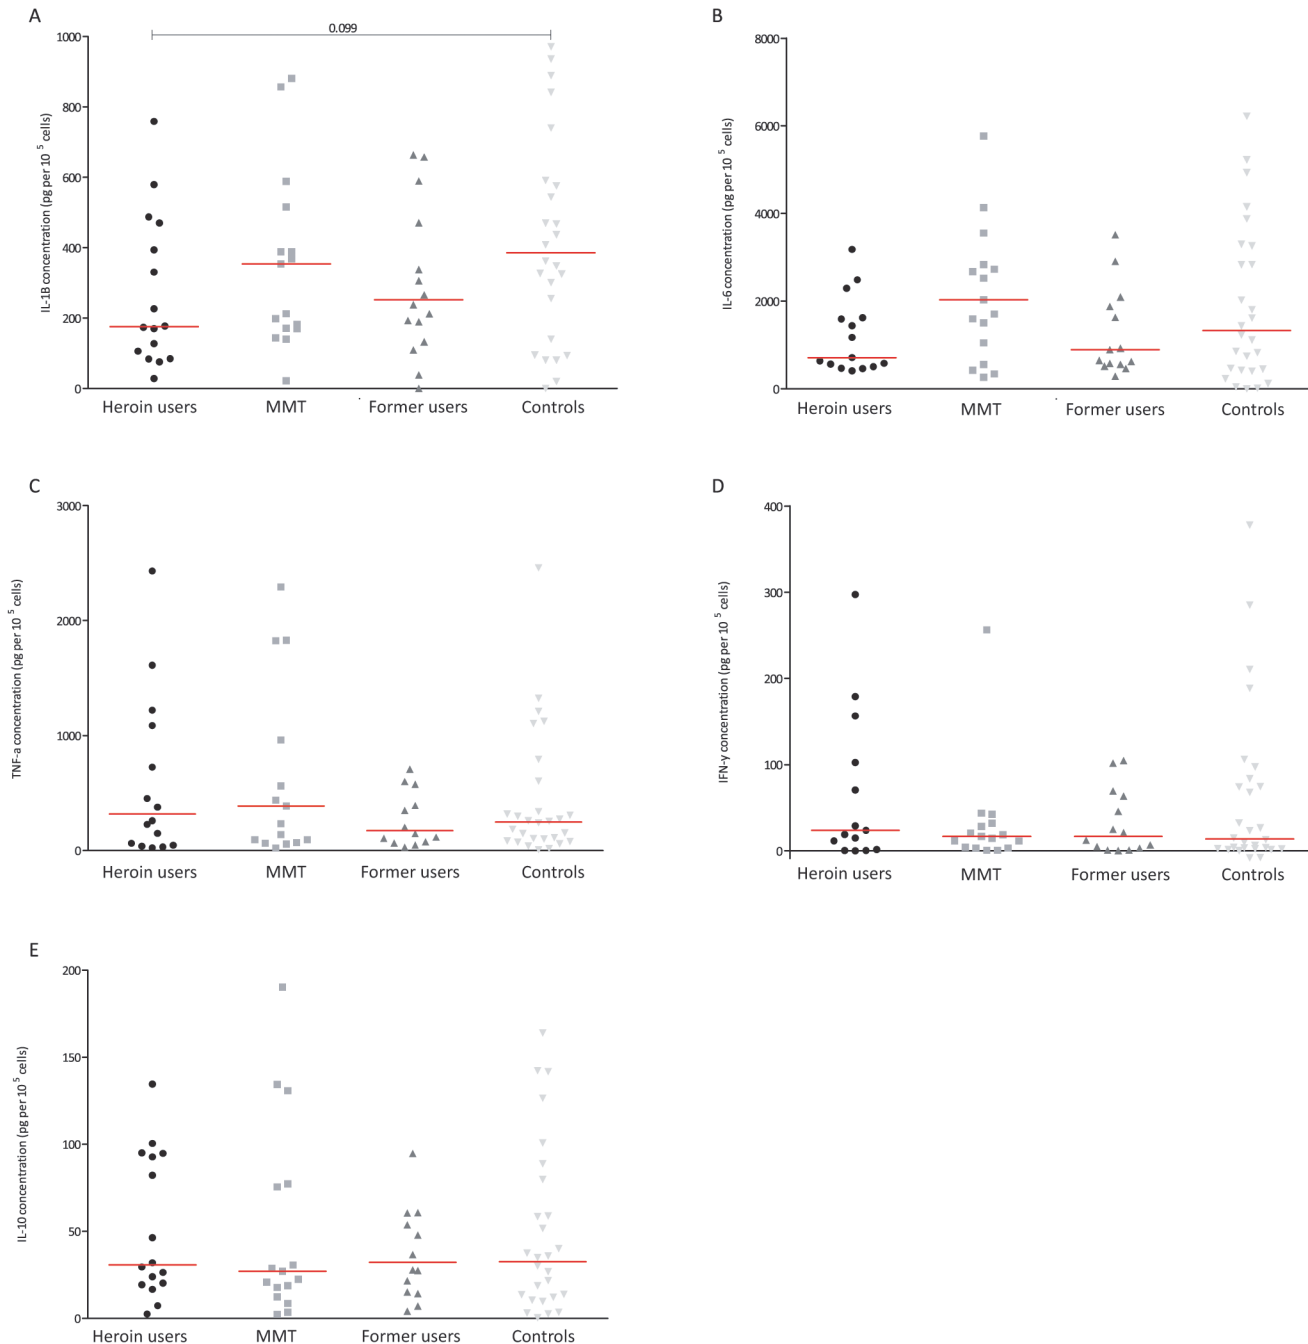 A
0.099
1000
800
600
400
200
0
IL-1B concentration (pg per 10 5 cells)
Heroin users MMT Former users Controls
B
8000
6000
4000
2000
0
IL-6 concentration (pg per 10 5 cells)
Heroin users MMT Former users Controls
C
3000
2000
1000
0
TNF-a concentration (pg per 10 5 cells)
Heroin users MMT Former users Controls
D
400
300
200
100
0
IFN-y concentration (pg per 10 5 cells)
Heroin users MMT Former users Controls
E
200
150
100
50
0
IL-10 concentration (pg per 10 5 cells)
Heroin users MMT Former users Controls